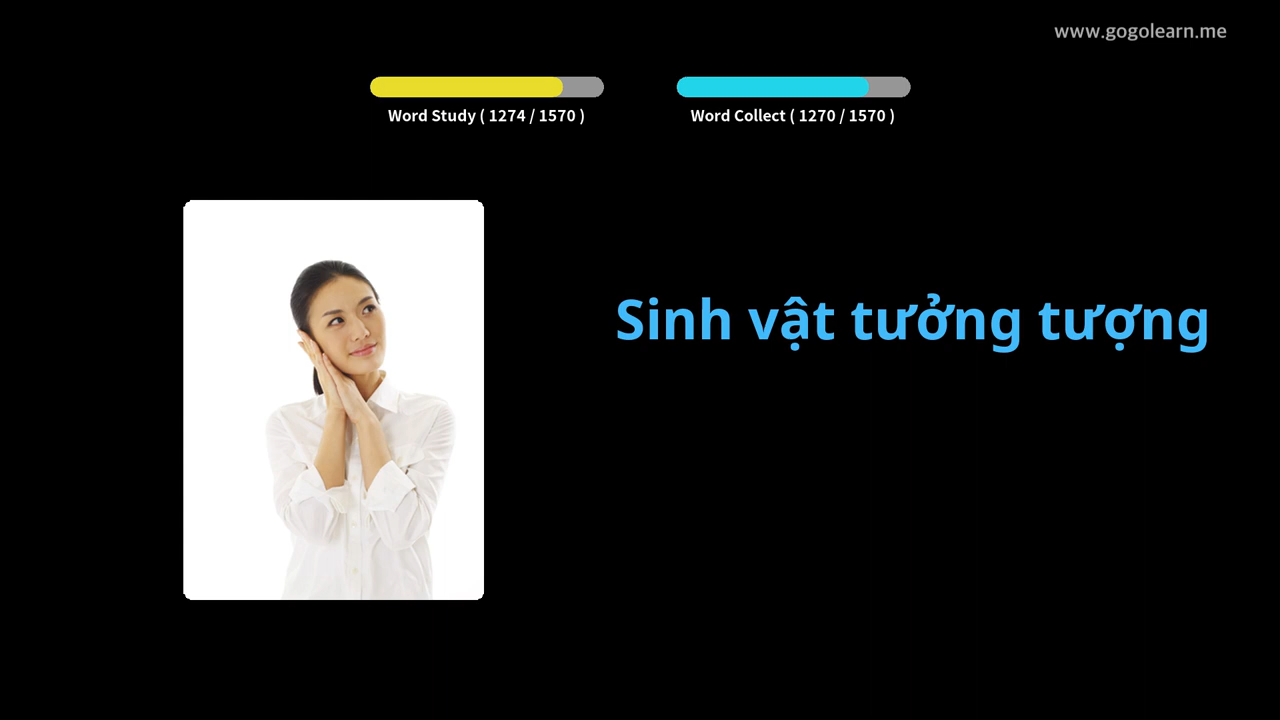 www.gogolearn.me
Word Study ( 1274 / 1570 )
Word Collect ( 1270 / 1570 )
Sinh vật tưởng tượng